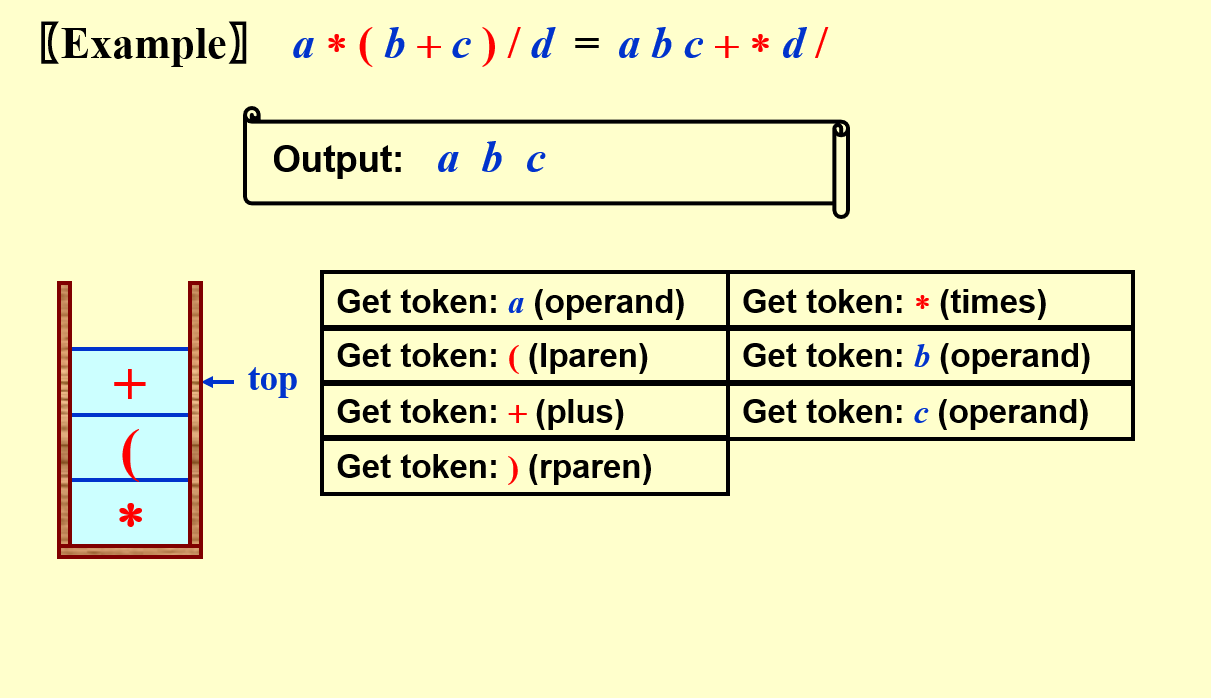 〖Example〗 a * ( b + c ) / d = a b c + * d /
Output: a b c
+
(
*
top
Get token: a (operand)
Get token: * (times)
Get token: ( (lparen)
Get token: b (operand)
Get token: + (plus)
Get token: c (operand)
Get token: ) (rparen)